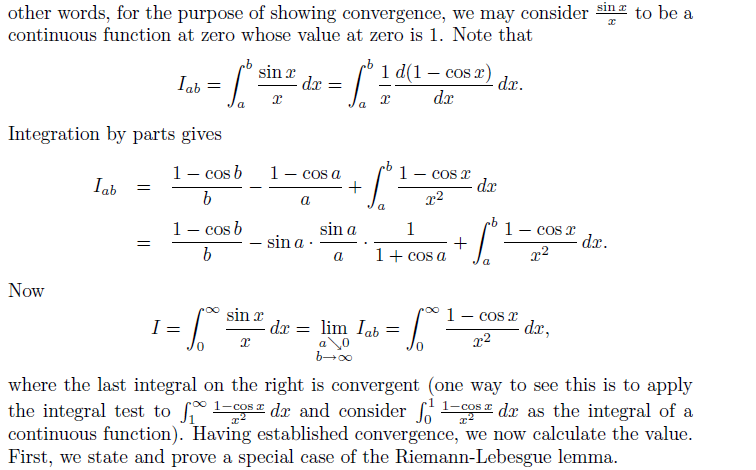 other words, for the purpose of showing convergence, we may consider $\frac{\sin x}{x}$ to be a
continuous function at zero whose value at zero is 1. Note that
$I_{ab} = \int_a^b \frac{\sin x}{x}\, dx = \int_a^b \frac{1}{x} \frac{d(1 - \cos x)}{dx}\, dx.$
Integration by parts gives
$I_{ab} = \frac{1 - \cos b}{b} - \frac{1 - \cos a}{a} + \int_a^b \frac{1 - \cos x}{x^2}\, dx$
$= \frac{1 - \cos b}{b} - \sin a \cdot \frac{\sin a}{a} \cdot \frac{1}{1 + \cos a} + \int_a^b \frac{1 - \cos x}{x^2}\, dx.$
Now
$I = \int_0^\infty \frac{\sin x}{x}\, dx = \lim_{\substack{a \searrow 0 \\ b \to \infty}} I_{ab} = \int_0^\infty \frac{1 - \cos x}{x^2}\, dx,$
where the last integral on the right is convergent (one way to see this is to apply
the integral test to $\int_1^\infty \frac{1-\cos x}{x^2}\, dx$ and consider $\int_0^1 \frac{1-\cos x}{x^2}\, dx$ as the integral of a
continuous function). Having established convergence, we now calculate the value.
First, we state and prove a special case of the Riemann-Lebesgue lemma.